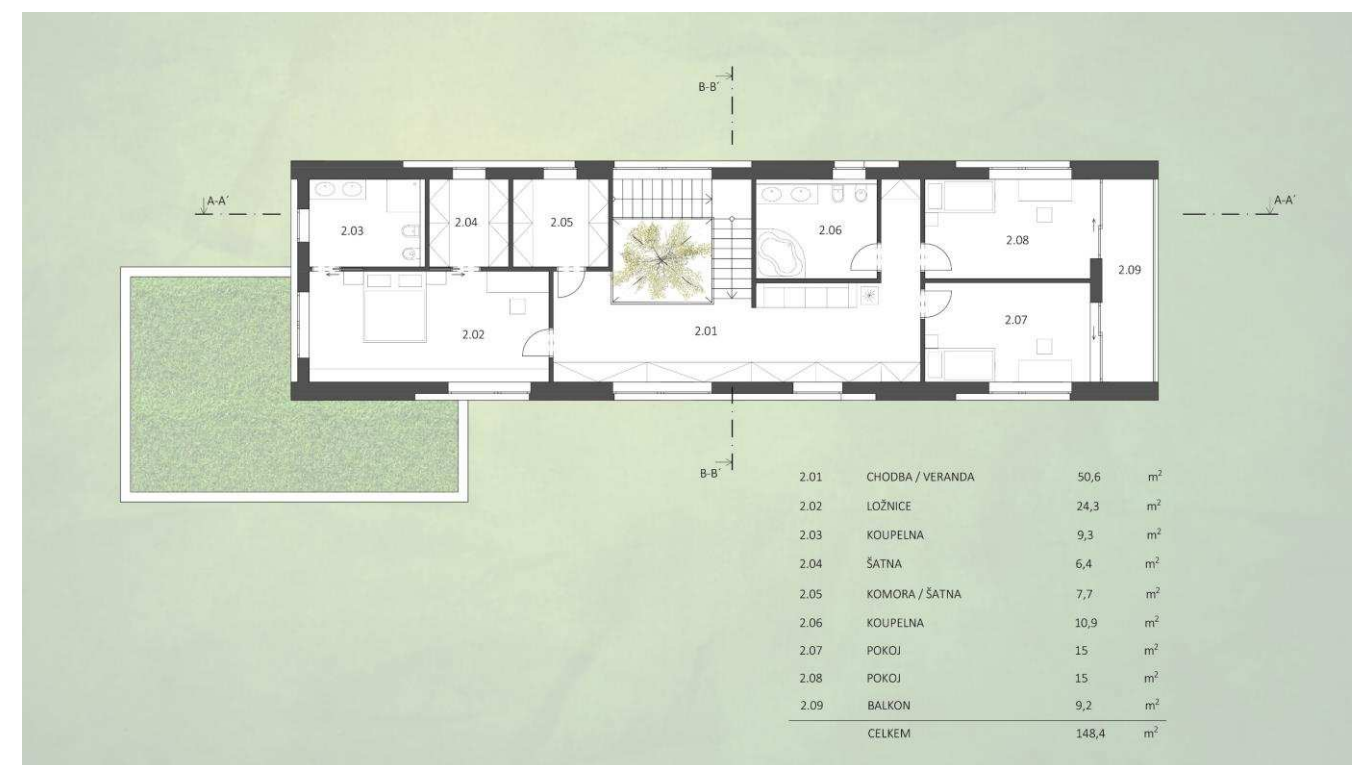 B-B´
A-A´
A-A´
2.03
2.04
2.05
2.06
2.08
2.09
2.02
2.01
2.07
B-B´
2.01 CHODBA / VERANDA 50,6 m²
2.02 LOŽNICE 24,3 m²
2.03 KOUPELNA 9,3 m²
2.04 ŠATNA 6,4 m²
2.05 KOMORA / ŠATNA 7,7 m²
2.06 KOUPELNA 10,9 m²
2.07 POKOJ 15 m²
2.08 POKOJ 15 m²
2.09 BALKON 9,2 m²
CELKEM 148,4 m²